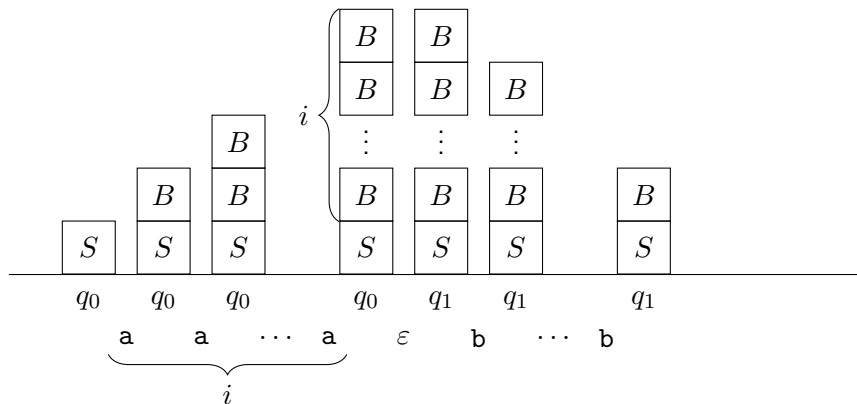 B B
i B B B
B ⋮ ⋮ ⋮
B B B B B B
S S S S S S S
q₀ q₀ q₀ q₀ q₁ q₁ q₁
a a ⋯ a ε b ⋯ b
i